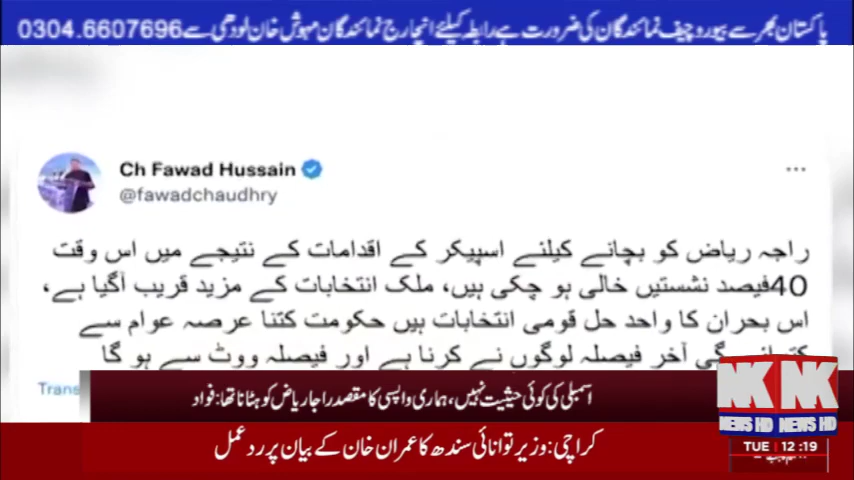 پاکستان بھر سے بیورو چیف نمائندگان کی ضرورت ہے رابطہ کیلئے انچارج نمائندگان مہوش خان لودھی سے 0304.6607696
Ch Fawad Hussain
@fawadchaudhry
راجہ ریاض کو بچانے کیلئے اسپیکر کے اقدامات کے نتیجے میں اس وقت
40فیصد نشستیں خالی ہو چکی ہیں، ملک انتخابات کے مزید قریب آگیا ہے،
اس بحران کا واحد حل قومی انتخابات ہیں حکومت کتنا عرصہ عوام سے
گی آخر فیصلہ لوگوں نے کرنا ہے اور فیصلہ ووٹ سے ہو گا
Trans
اسمبلی کی کوئی حیثیت نہیں، ہماری واپسی کا مقصد راجا ریاض کو ہٹانا تھا: فواد
کراچی: وزیر توانائی سندھ کا عمران خان کے بیان پر رد عمل
NK NK
NEWS HD NEWS HD
TUE 12:19